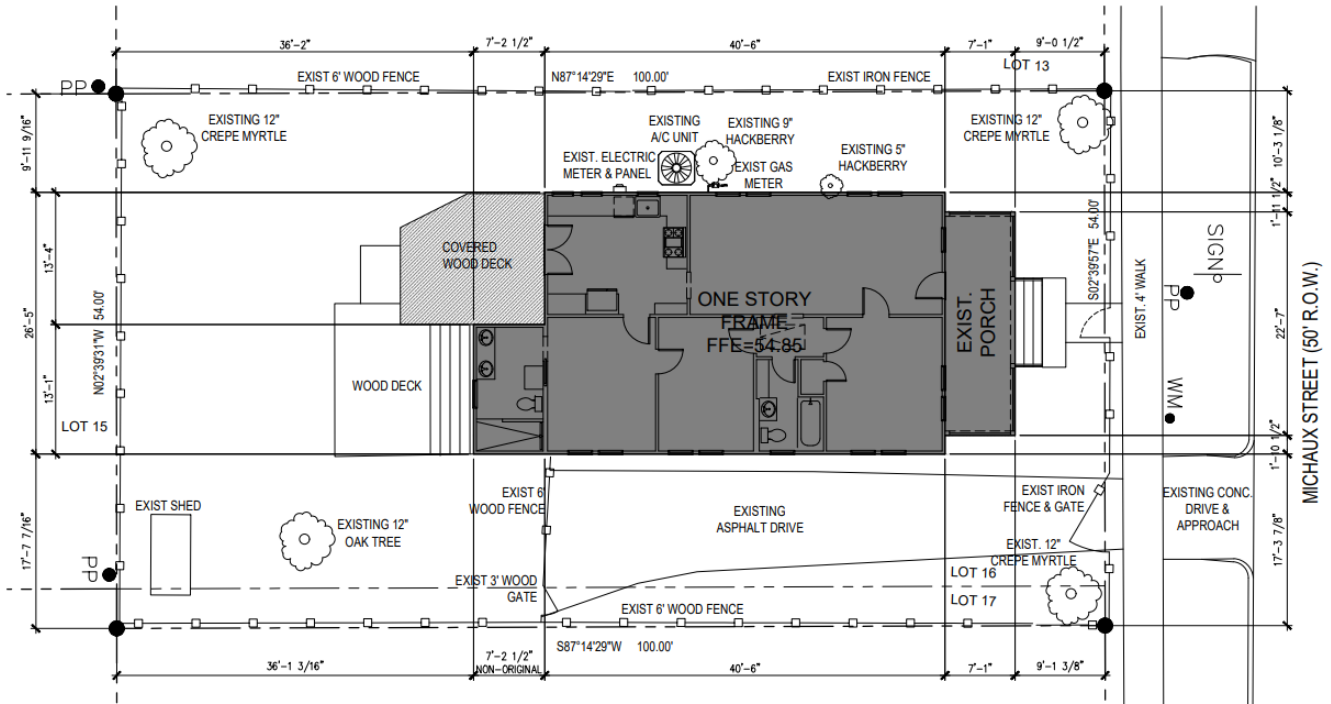 36'-2"
7'-2 1/2"
40'-6"
7'-1"
9'-0 1/2"
LOT 13
PP
EXIST 6' WOOD FENCE
N87°14'29"E 100.00'
EXIST IRON FENCE
9'-11 9/16"
EXISTING 12"
CREPE MYRTLE
EXISTING
A/C UNIT
EXISTING 9"
HACKBERRY
EXISTING 12"
CREPE MYRTLE
10'-3 1/8"
EXIST. ELECTRIC
METER & PANEL
EXIST GAS
METER
EXISTING 5"
HACKBERRY
1'-11 1/2"
13'-4"
26'-5"
13'-1"
N02°39'31"W 54.00'
COVERED
WOOD DECK
WOOD DECK
LOT 15
ONE STORY
FRAME
FFE=54.85
EXIST.
PORCH
S02°39'57"E 54.00'
EXIST. 4' WALK
SIGNP
PP
WM
22'-7"
MICHAUX STREET (50' R.O.W.)
1'-10 1/2"
17'-7 7/16"
EXIST SHED
EXISTING 12"
OAK TREE
EXIST 6'
WOOD FENCE
EXISTING
ASPHALT DRIVE
EXIST IRON
FENCE & GATE
EXISTING CONC.
DRIVE &
APPROACH
17'-3 7/8"
EXIST. 12"
CREPE MYRTLE
PP
EXIST 3' WOOD
GATE
LOT 16
LOT 17
EXIST 6' WOOD FENCE
S87°14'29"W 100.00'
36'-1 3/16"
7'-2 1/2"
NON-ORIGINAL
40'-6"
7'-1"
9'-1 3/8"